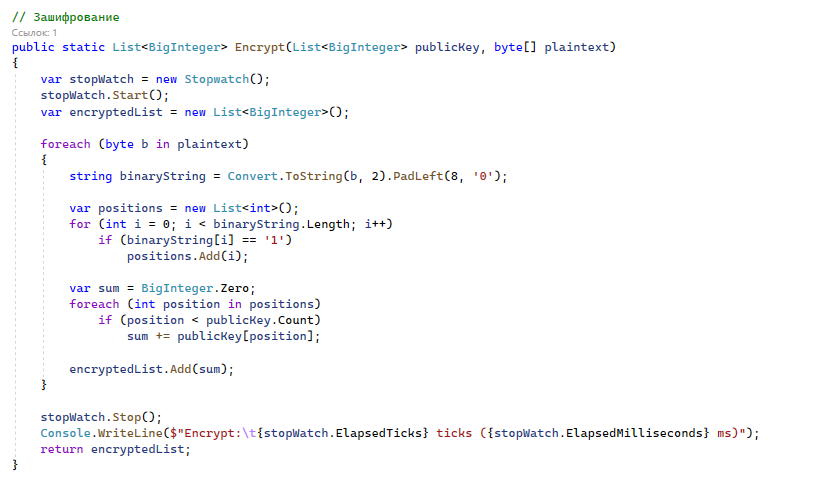 // Зашифрование
Ссылок: 1
public static List<BigInteger> Encrypt(List<BigInteger> publicKey, byte[] plaintext)
{
    var stopWatch = new Stopwatch();
    stopWatch.Start();
    var encryptedList = new List<BigInteger>();

    foreach (byte b in plaintext)
    {
        string binaryString = Convert.ToString(b, 2).PadLeft(8, '0');

        var positions = new List<int>();
        for (int i = 0; i < binaryString.Length; i++)
            if (binaryString[i] == '1')
                positions.Add(i);

        var sum = BigInteger.Zero;
        foreach (int position in positions)
            if (position < publicKey.Count)
                sum += publicKey[position];

        encryptedList.Add(sum);
    }

    stopWatch.Stop();
    Console.WriteLine($"Encrypt:\t{stopWatch.ElapsedTicks} ticks ({stopWatch.ElapsedMilliseconds} ms)");
    return encryptedList;
}